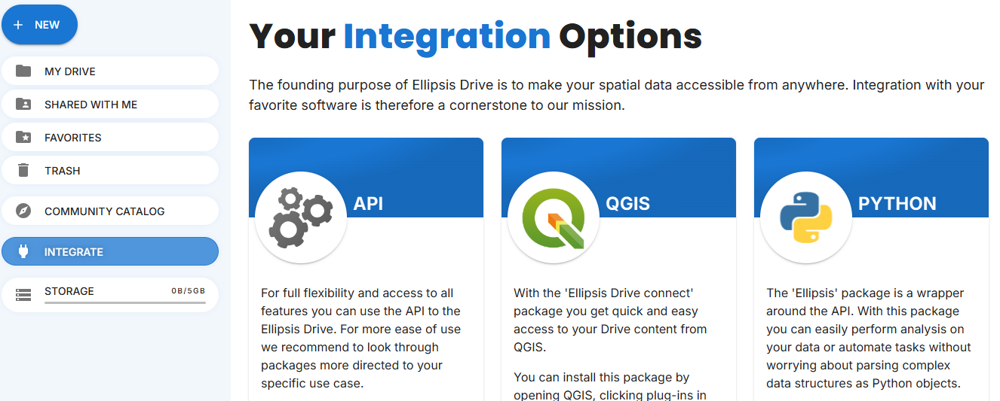 + NEW
MY DRIVE
SHARED WITH ME
FAVORITES
TRASH
COMMUNITY CATALOG
INTEGRATE
STORAGE 0B/5GB
Your Integration Options
The founding purpose of Ellipsis Drive is to make your spatial data accessible from anywhere. Integration with your
favorite software is therefore a cornerstone to our mission.
API
For full flexibility and access to all
features you can use the API to the
Ellipsis Drive. For more ease of use
we recommend to look through
packages more directed to your
specific use case.
QGIS
With the 'Ellipsis Drive connect'
package you get quick and easy
access to your Drive content from
QGIS.
You can install this package by
opening QGIS, clicking plug-ins in
PYTHON
The 'Ellipsis' package is a wrapper
around the API. With this package
you can easily perform analysis on
your data or automate tasks without
worrying about parsing complex
data structures as Python objects.